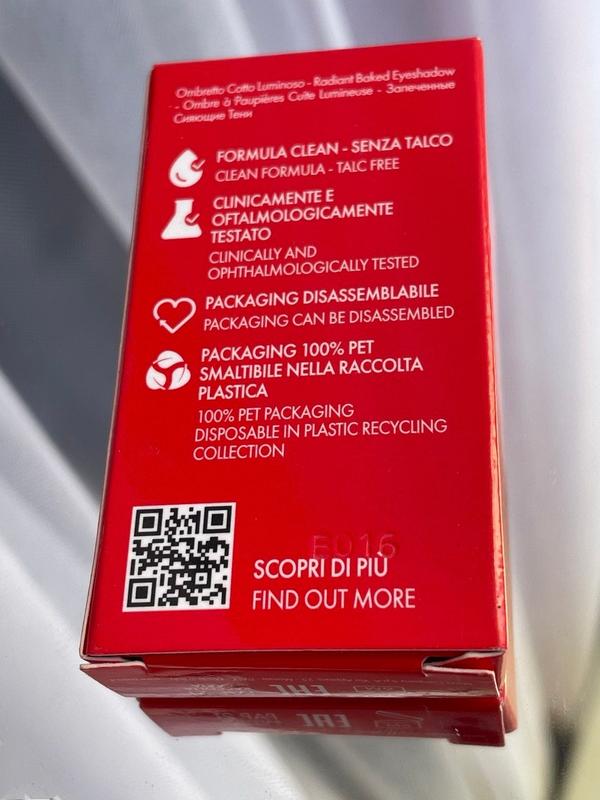 Ombretto Cotto Luminoso - Radiant Baked Eyeshadow
- Ombre à Paupières Cuite Lumineuse - Запеченные
Сияющие Тени
FORMULA CLEAN - SENZA TALCO
CLEAN FORMULA - TALC FREE
CLINICAMENTE E
OFTALMOLOGICAMENTE
TESTATO
CLINICALLY AND
OPHTHALMOLOGICALLY TESTED
PACKAGING DISASSEMBLABILE
PACKAGING CAN BE DISASSEMBLED
PACKAGING 100% PET
SMALTIBILE NELLA RACCOLTA
PLASTICA
100% PET PACKAGING
DISPOSABLE IN PLASTIC RECYCLING
COLLECTION
E016
SCOPRI DI PIÙ
FIND OUT MORE
EAC